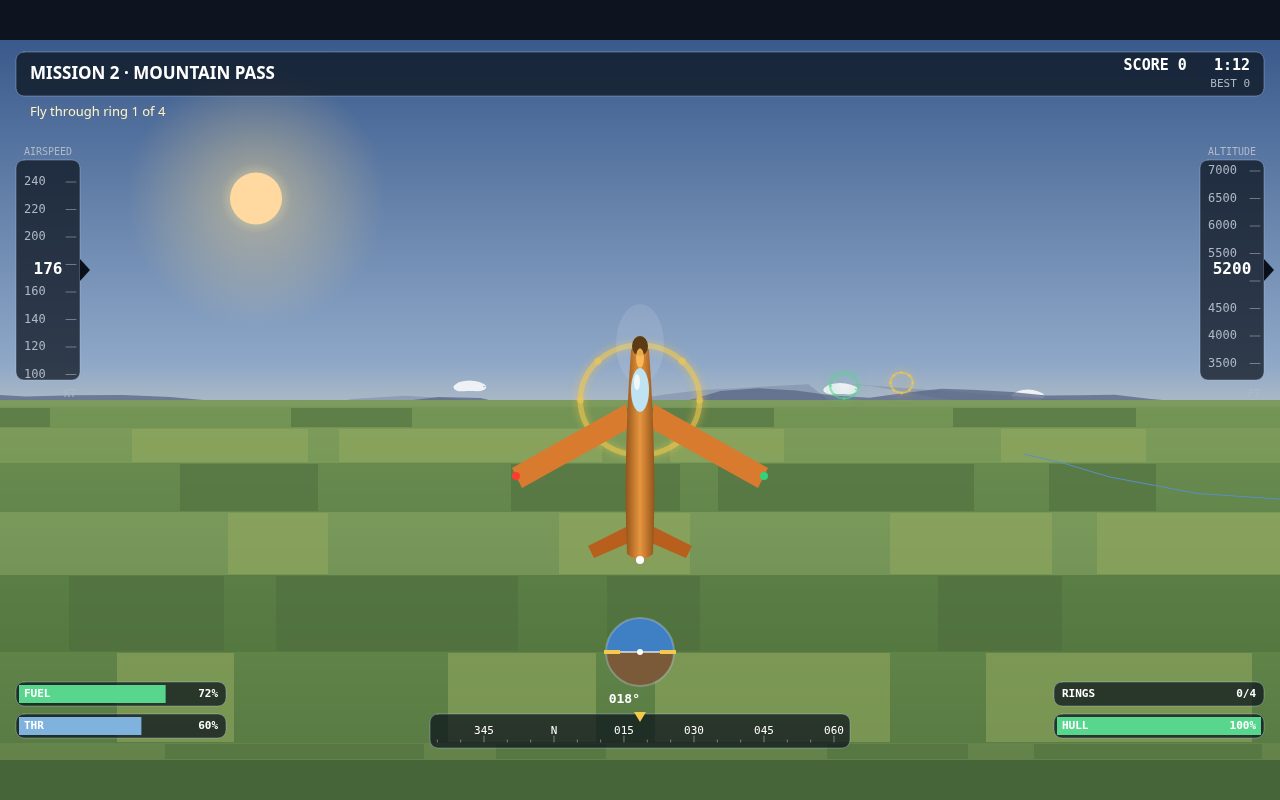 MISSION 2 · MOUNTAIN PASS
SCORE 0 1:12
BEST 0
Fly through ring 1 of 4
AIRSPEED
240
220
200
176
160
140
120
100
ALTITUDE
7000
6500
6000
5500
5200
4500
4000
3500
018°
345 N 015 030 045 060
FUEL 72%
THR 60%
RINGS 0/4
HULL 100%